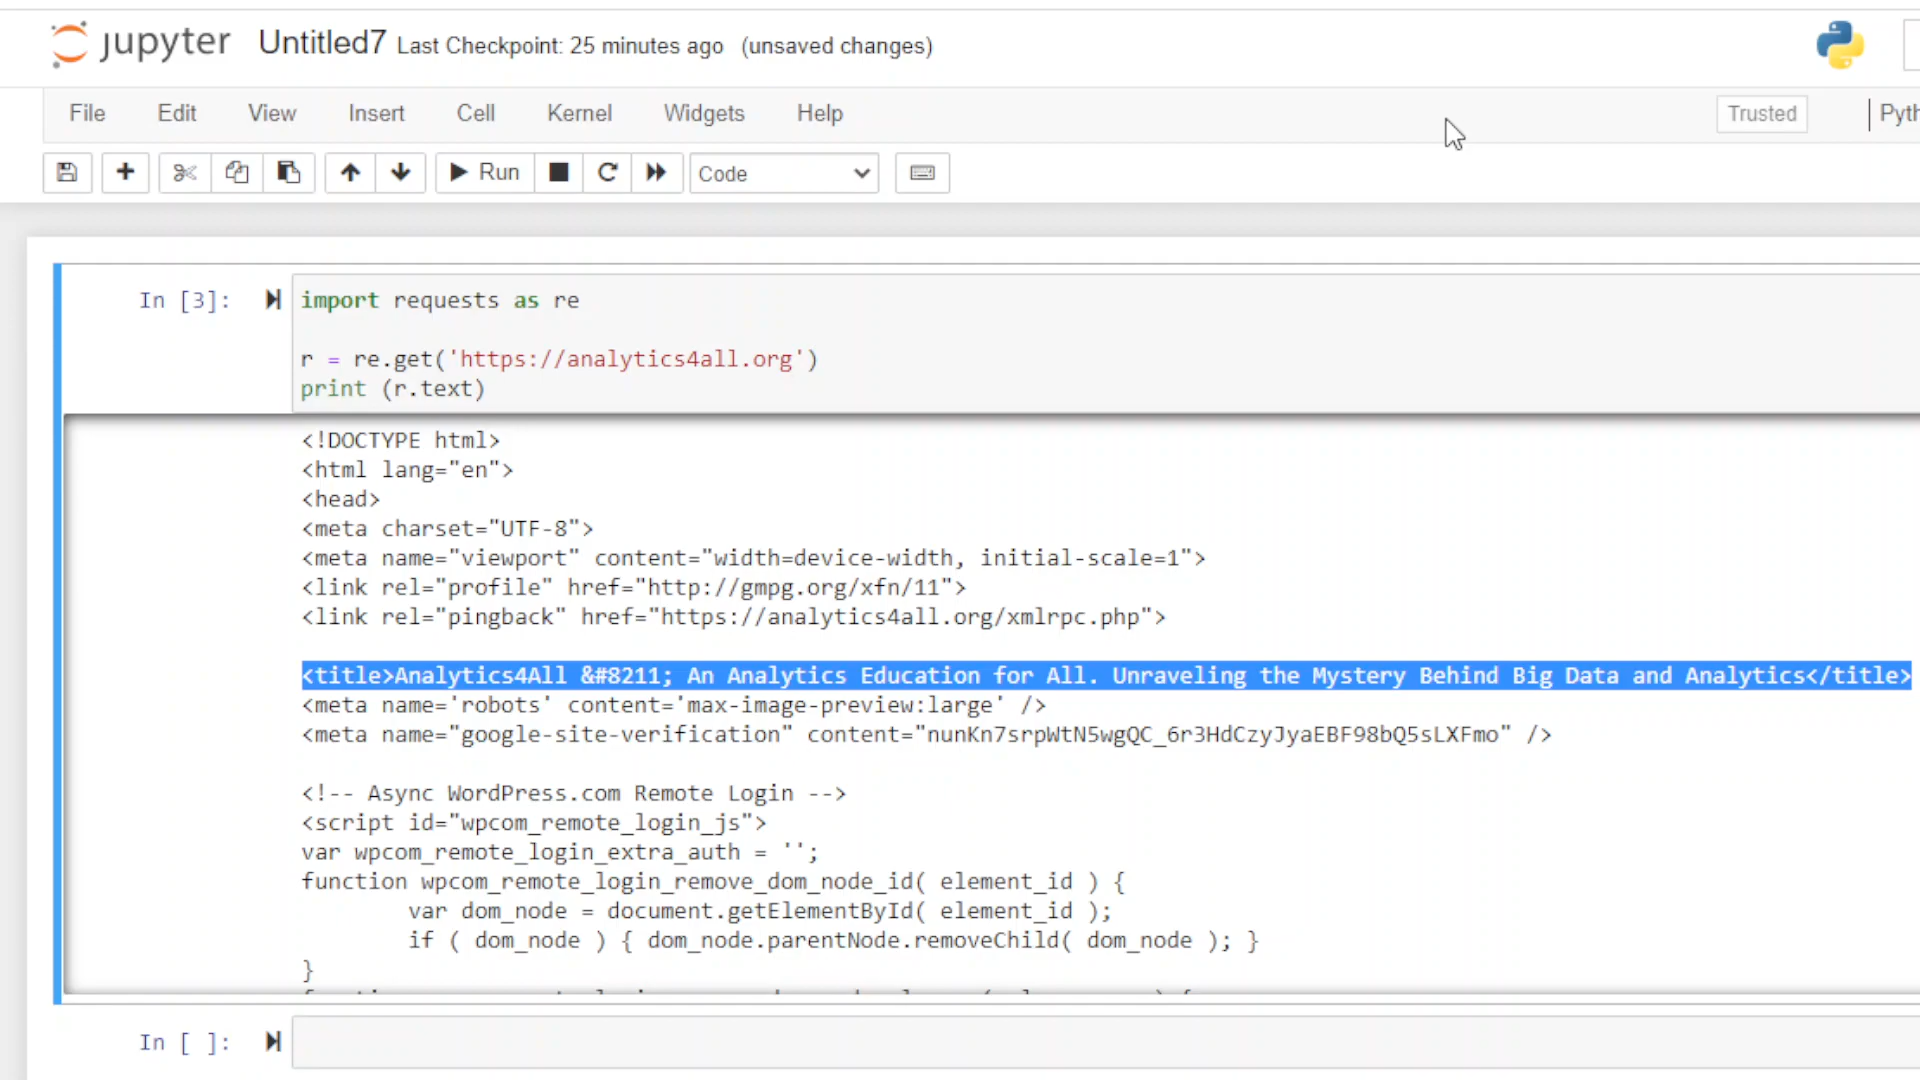 jupyter Untitled7 Last Checkpoint: 25 minutes ago (unsaved changes)
File Edit View Insert Cell Kernel Widgets Help Trusted Pyth
Run Code
In [3]: import requests as re
r = re.get('https://analytics4all.org')
print (r.text)
<!DOCTYPE html>
<html lang="en">
<head>
<meta charset="UTF-8">
<meta name="viewport" content="width=device-width, initial-scale=1">
<link rel="profile" href="http://gmpg.org/xfn/11">
<link rel="pingback" href="https://analytics4all.org/xmlrpc.php">
<title>Analytics4All &#8211; An Analytics Education for All. Unraveling the Mystery Behind Big Data and Analytics</title>
<meta name='robots' content='max-image-preview:large' />
<meta name="google-site-verification" content="nunKn7srpWtN5wgQC_6r3HdCzyJyaEBF98bQ5sLXFmo" />
<!-- Async WordPress.com Remote Login -->
<script id="wpcom_remote_login_js">
var wpcom_remote_login_extra_auth = '';
function wpcom_remote_login_remove_dom_node_id( element_id ) {
var dom_node = document.getElementById( element_id );
if ( dom_node ) { dom_node.parentNode.removeChild( dom_node ); }
}
In [ ]: